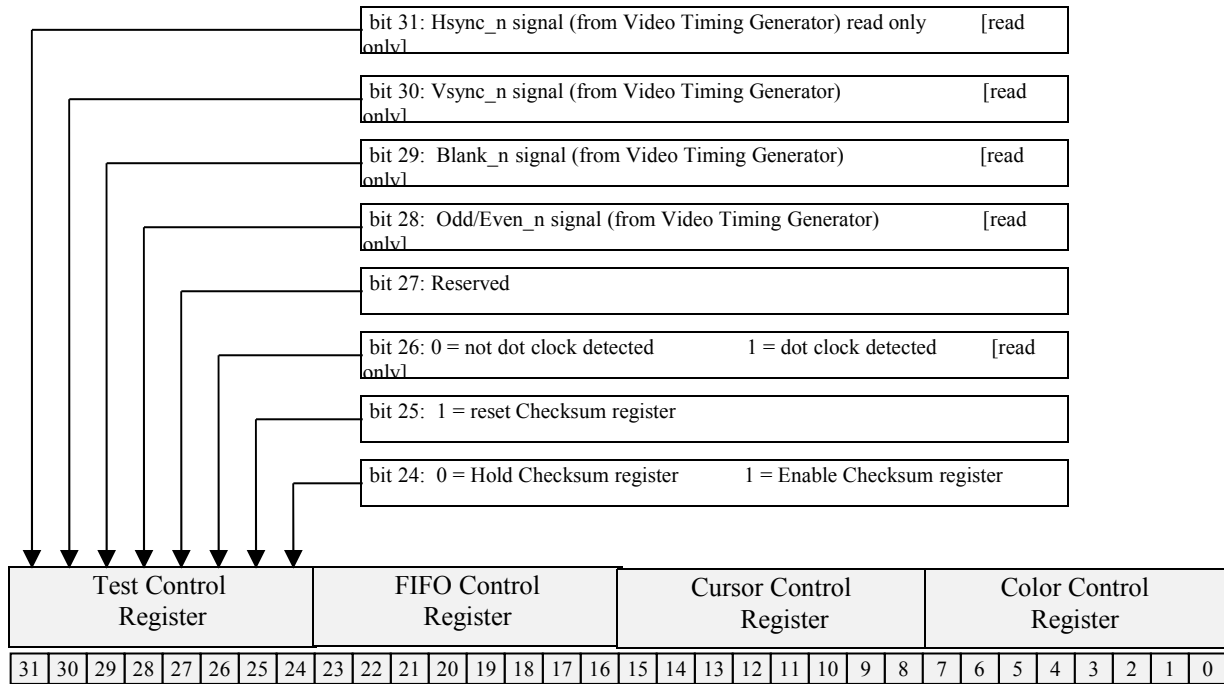 bit 31: Hsync_n signal (from Video Timing Generator) read only [read
only]
bit 30: Vsync_n signal (from Video Timing Generator) [read
only]
bit 29: Blank_n signal (from Video Timing Generator) [read
only]
bit 28: Odd/Even_n signal (from Video Timing Generator) [read
only]
bit 27: Reserved
bit 26: 0 = not dot clock detected 1 = dot clock detected [read
only]
bit 25: 1 = reset Checksum register
bit 24: 0 = Hold Checksum register 1 = Enable Checksum register
Test Control
Register
FIFO Control
Register
Cursor Control
Register
Color Control
Register
31 30 29 28 27 26 25 24 23 22 21 20 19 18 17 16 15 14 13 12 11 10 9 8 7 6 5 4 3 2 1 0